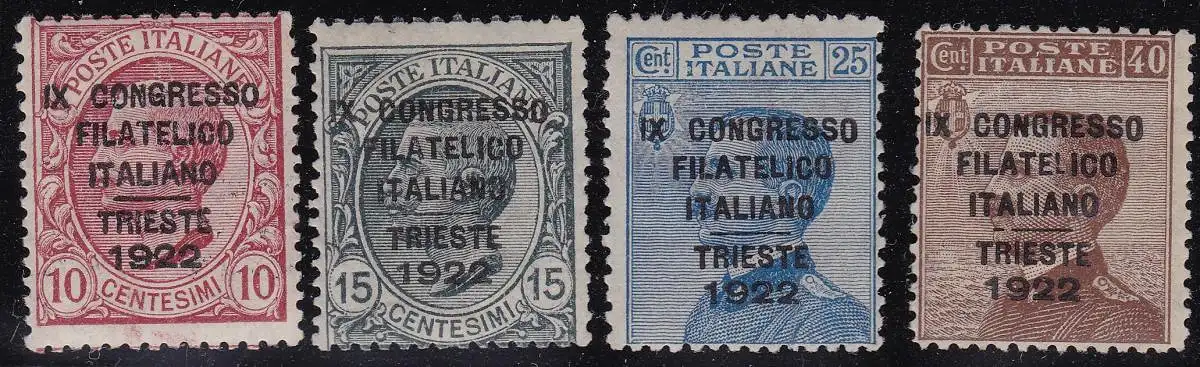 POSTE ITALIANE
IX CONGRESSO
FILATELICO
ITALIANO
TRIESTE
1922
10 10
CENTESIMI
POSTE ITALIANE
IX CONGRESSO
FILATELICO
ITALIANO
TRIESTE
1922
15 15
CENTESIMI
Cent. POSTE ITALIANE 25
IX CONGRESSO
FILATELICO
ITALIANO
TRIESTE
1922
Cent. POSTE ITALIANE 40
IX CONGRESSO
FILATELICO
ITALIANO
TRIESTE
1922